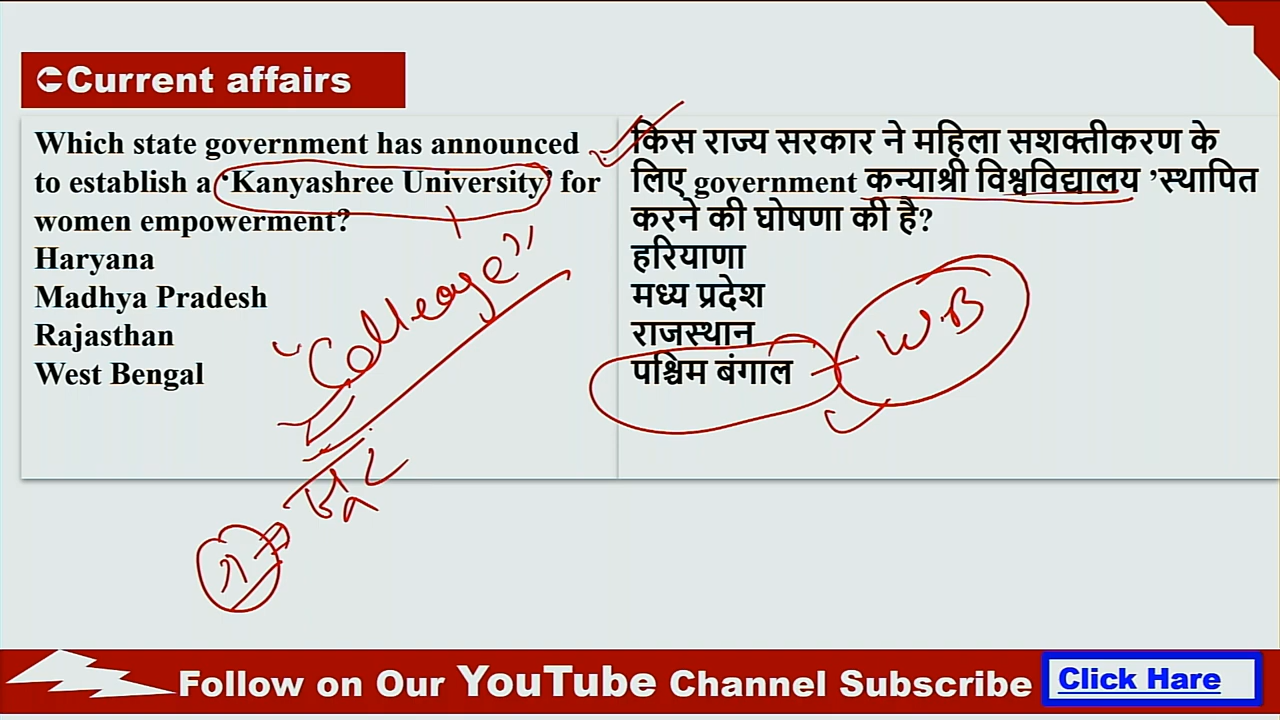 Current affairs
Which state government has announced
to establish a ‘Kanyashree University’ for
women empowerment?
Haryana
Madhya Pradesh
Rajasthan
West Bengal
किस राज्य सरकार ने महिला सशक्तीकरण के
लिए government कन्याश्री विश्वविद्यालय ’स्थापित
करने की घोषणा की है?
हरियाणा
मध्य प्रदेश
राजस्थान
पश्चिम बंगाल
WB
Follow on Our YouTube Channel Subscribe
Click Hare